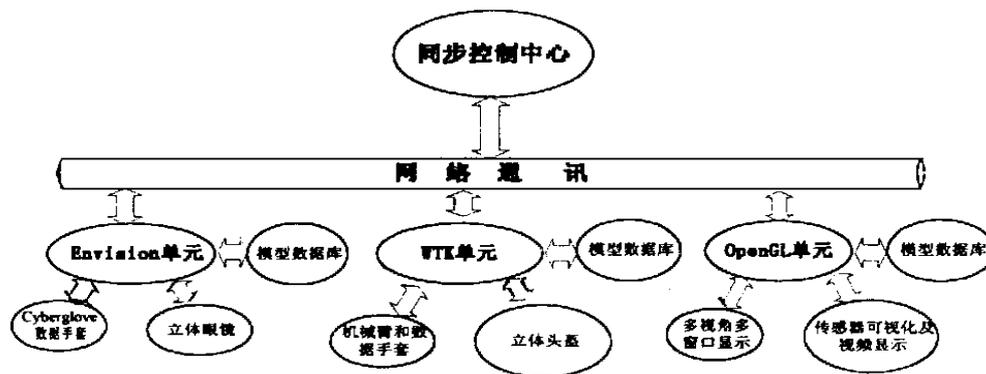 同步控制中心
网络通讯
Envision单元
模型数据库
WTK单元
模型数据库
OpenGL单元
模型数据库
Cyberglove
数据手套
立体眼镜
机械臂和数
据手套
立体头盔
多视角多
窗口显示
传感器可视化及
视频显示